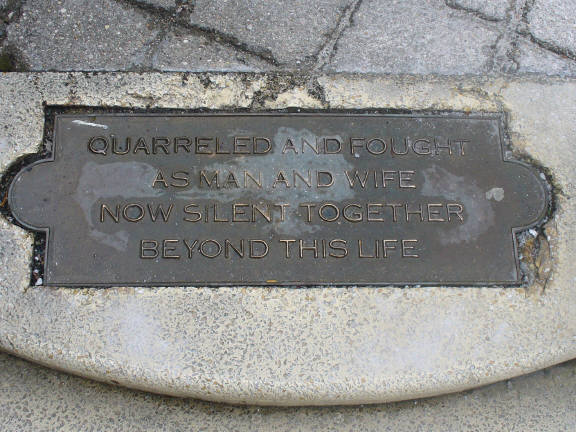 QUARRELED AND FOUGHT
AS MAN AND WIFE
NOW SILENT TOGETHER
BEYOND THIS LIFE